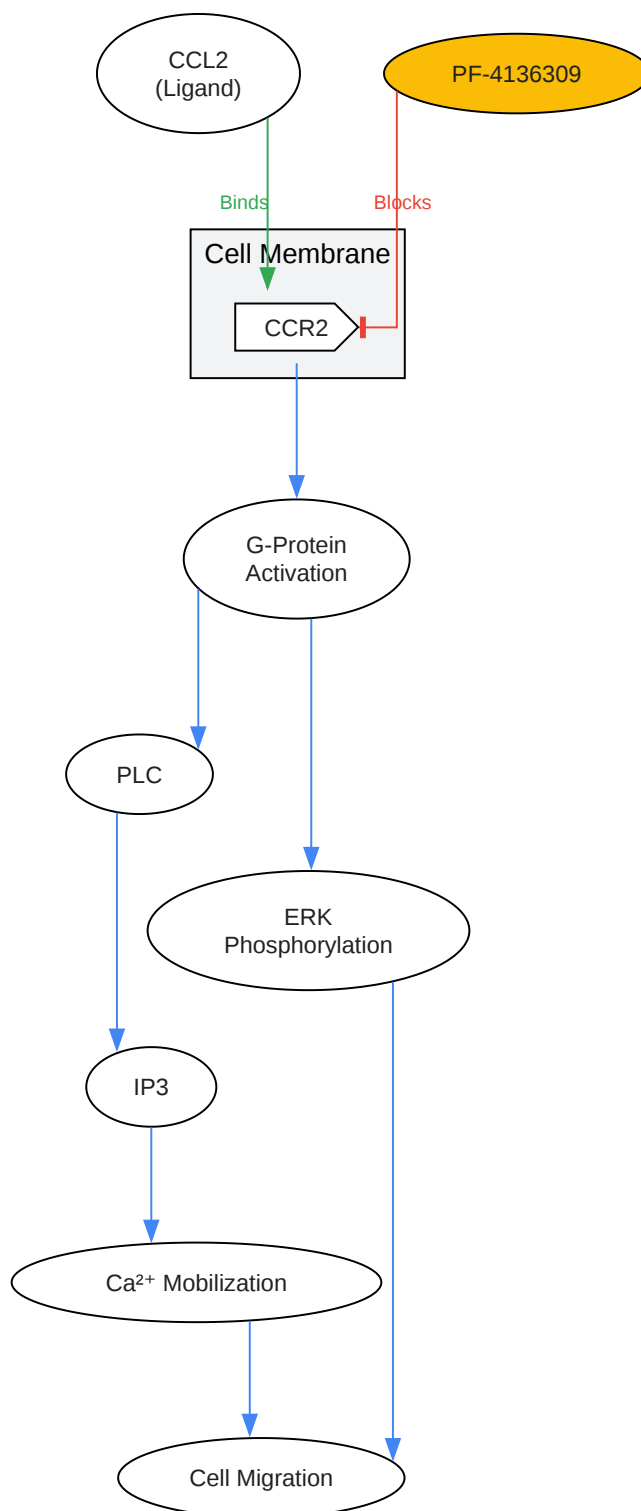 CCL2
(Ligand)
PF-4136309
Binds
Blocks
Cell Membrane
CCR2
G-Protein
Activation
PLC
ERK
Phosphorylation
IP3
Ca²⁺ Mobilization
Cell Migration